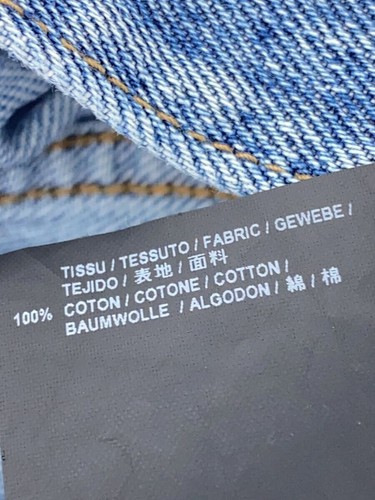 TISSU / TESSUTO / FABRIC / GEWEBE /
TEJIDO / 表地 / 面料
100% COTON / COTONE / COTTON /
BAUMWOLLE / ALGODON / 綿 / 棉